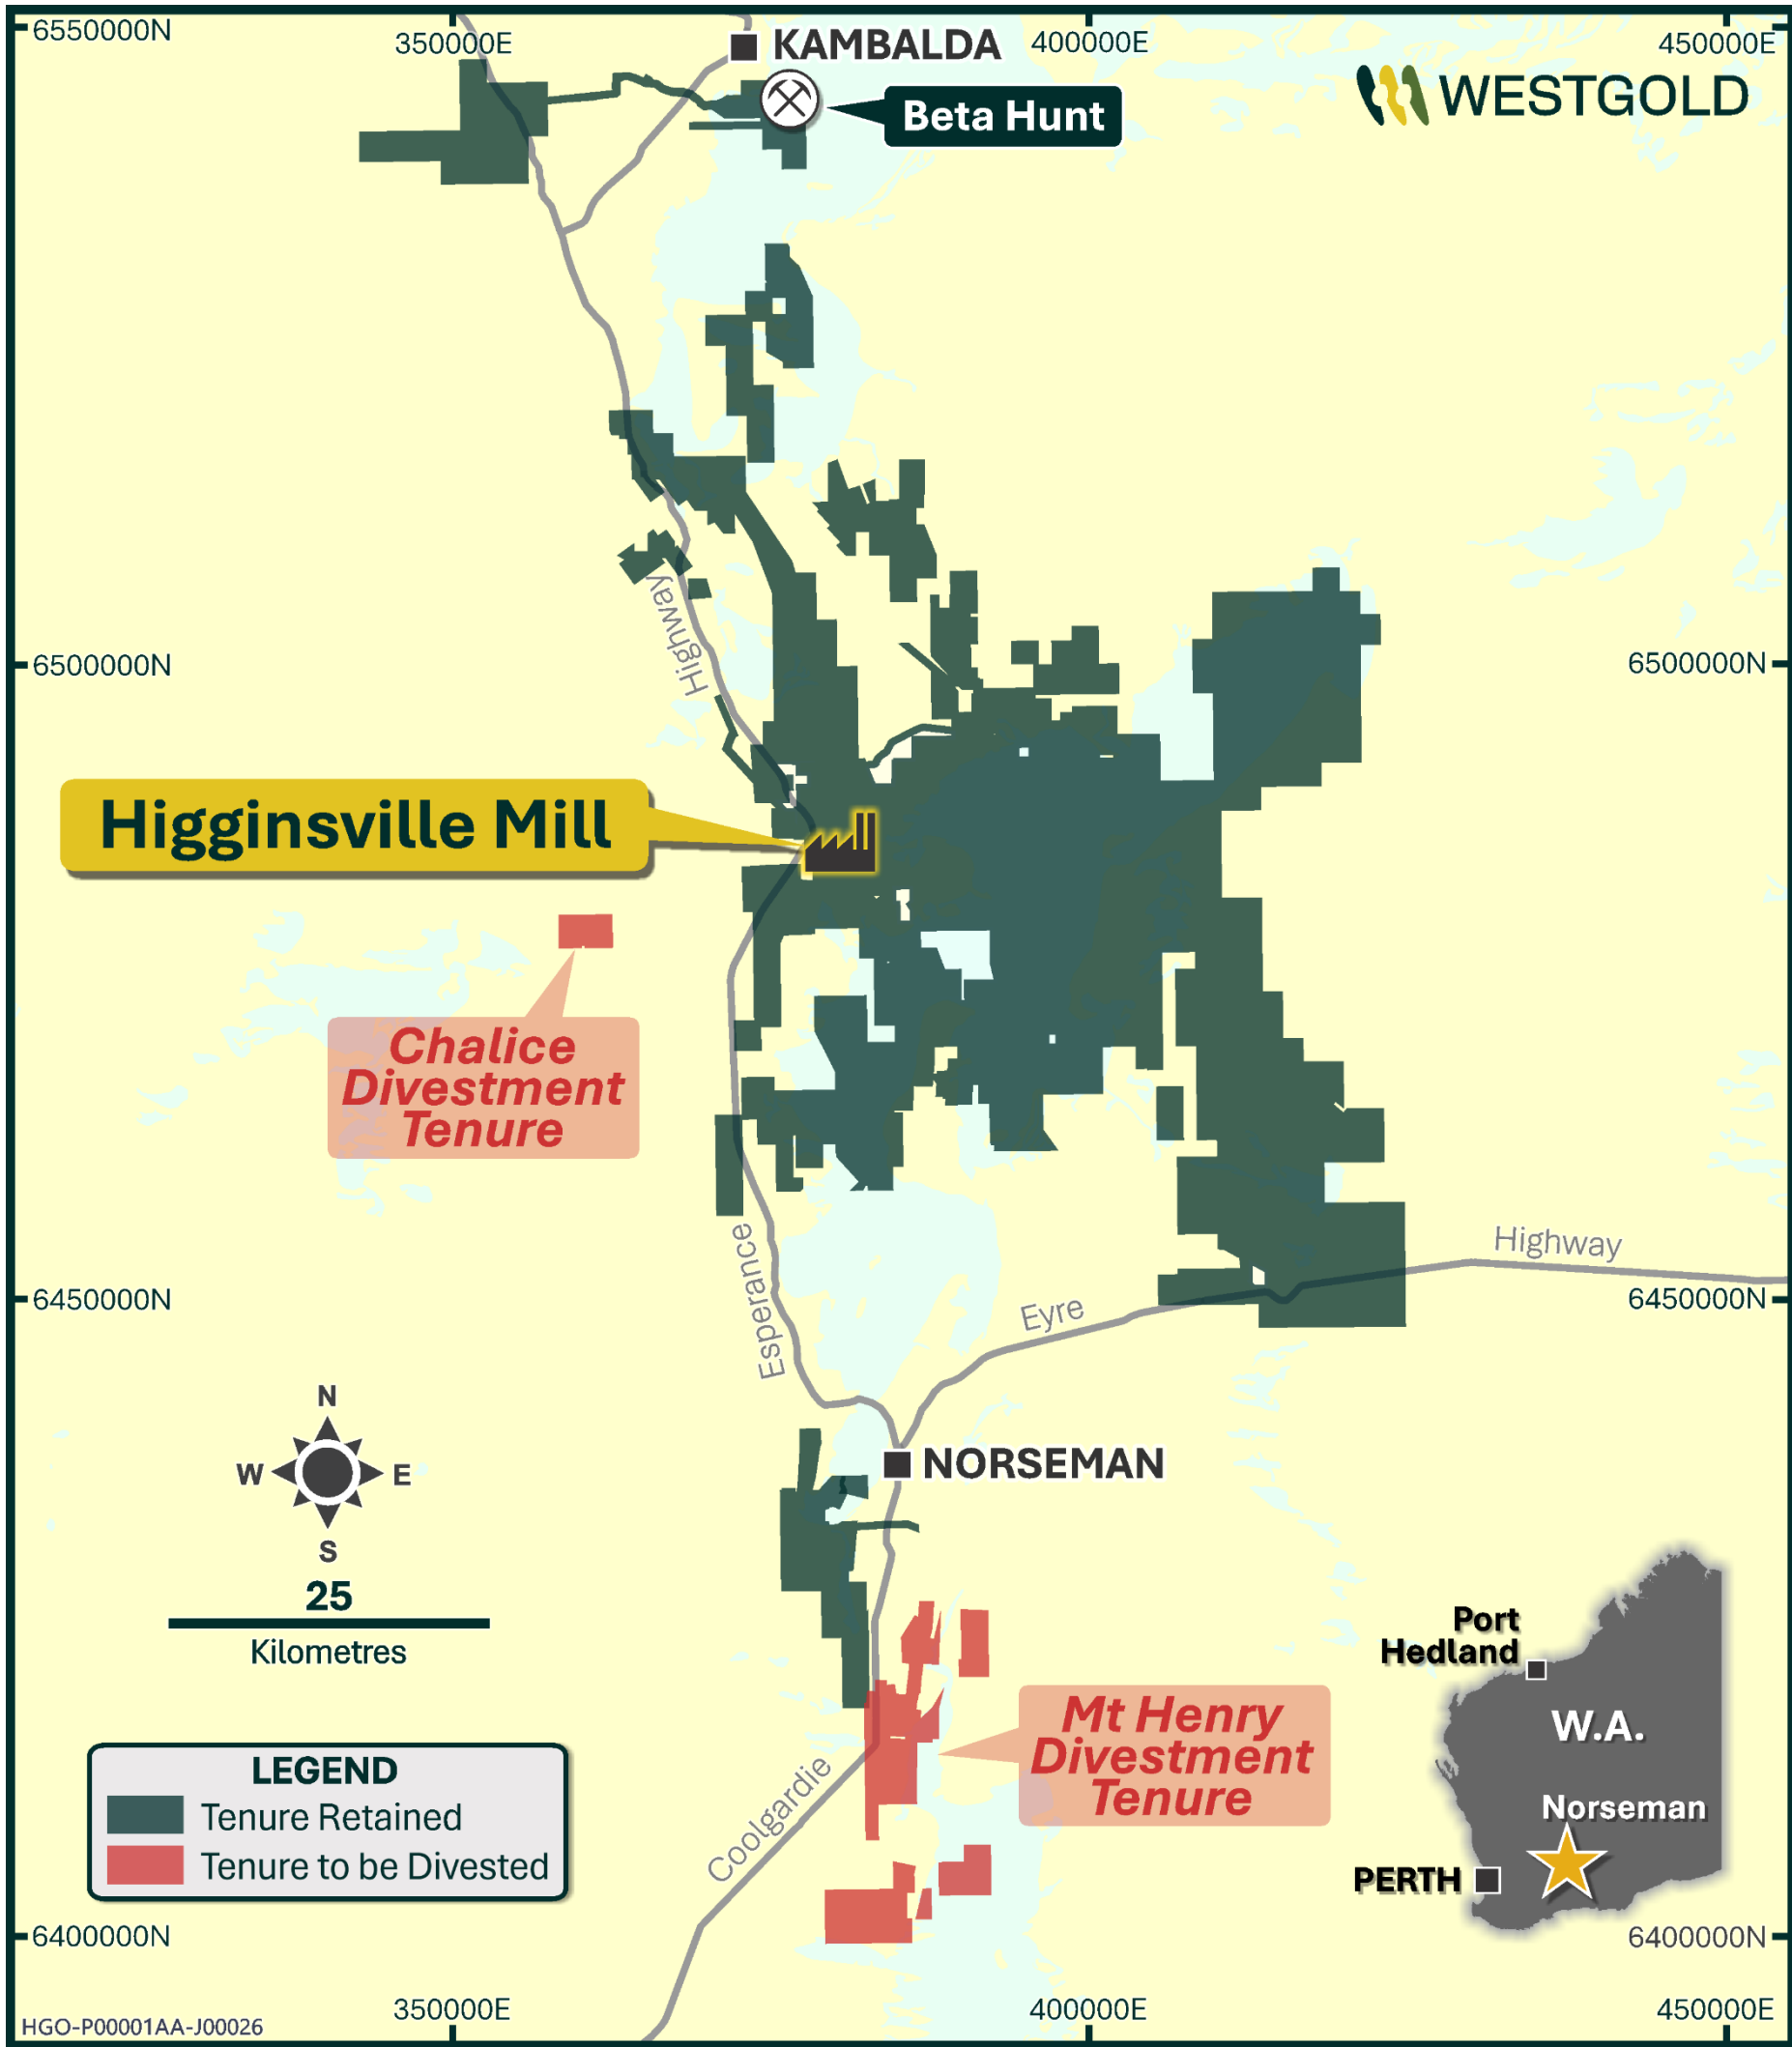 6550000N
350000E
KAMBALDA
400000E
450000E
WESTGOLD
Beta Hunt
Highway
6500000N
6500000N
Higginsville Mill
Chalice
Divestment
Tenure
Esperance
Highway
Eyre
6450000N
6450000N
N
W
E
S
25
Kilometres
NORSEMAN
Port
Hedland
W.A.
Norseman
PERTH
Mt Henry
Divestment
Tenure
LEGEND
Tenure Retained
Tenure to be Divested
Coolgardie
6400000N
6400000N
350000E
400000E
450000E
HGO-P00001AA-J00026